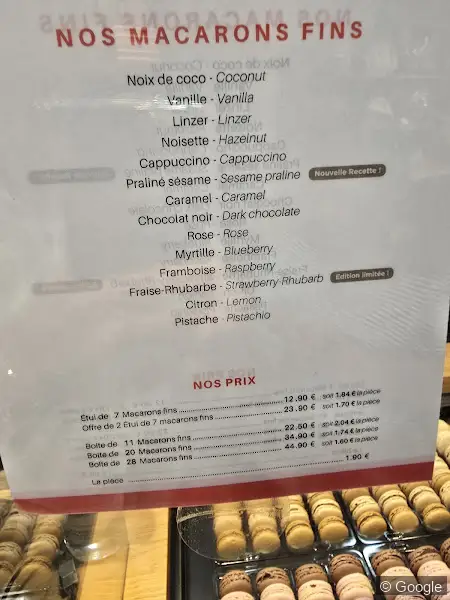 NOS MACARONS FINS
Noix de coco - Coconut
Vanille - Vanilla
Linzer - Linzer
Noisette - Hazelnut
Cappuccino - Cappuccino
Praliné sésame - Sesame praline Nouvelle Recette !
Caramel - Caramel
Chocolat noir - Dark chocolate
Rose - Rose
Myrtille - Blueberry
Framboise - Raspberry
Fraise-Rhubarbe - Strawberry Rhubarb Edition limitée !
Citron - Lemon
Pistache - Pistachio
NOS PRIX
Étui de 7 Macarons fins 12.90 € soit 1.84 € la pièce
Offre de 2 Étui de 7 macarons fins 23.90 € soit 1.70 € la pièce
Boîte de 11 Macarons fins 22.50 € soit 2.04 € la pièce
Boîte de 20 Macarons fins 34.90 € soit 1.74 € la pièce
Boîte de 28 Macarons fins 44.90 € soit 1.60 € la pièce
La pièce 1.90 €
© Google